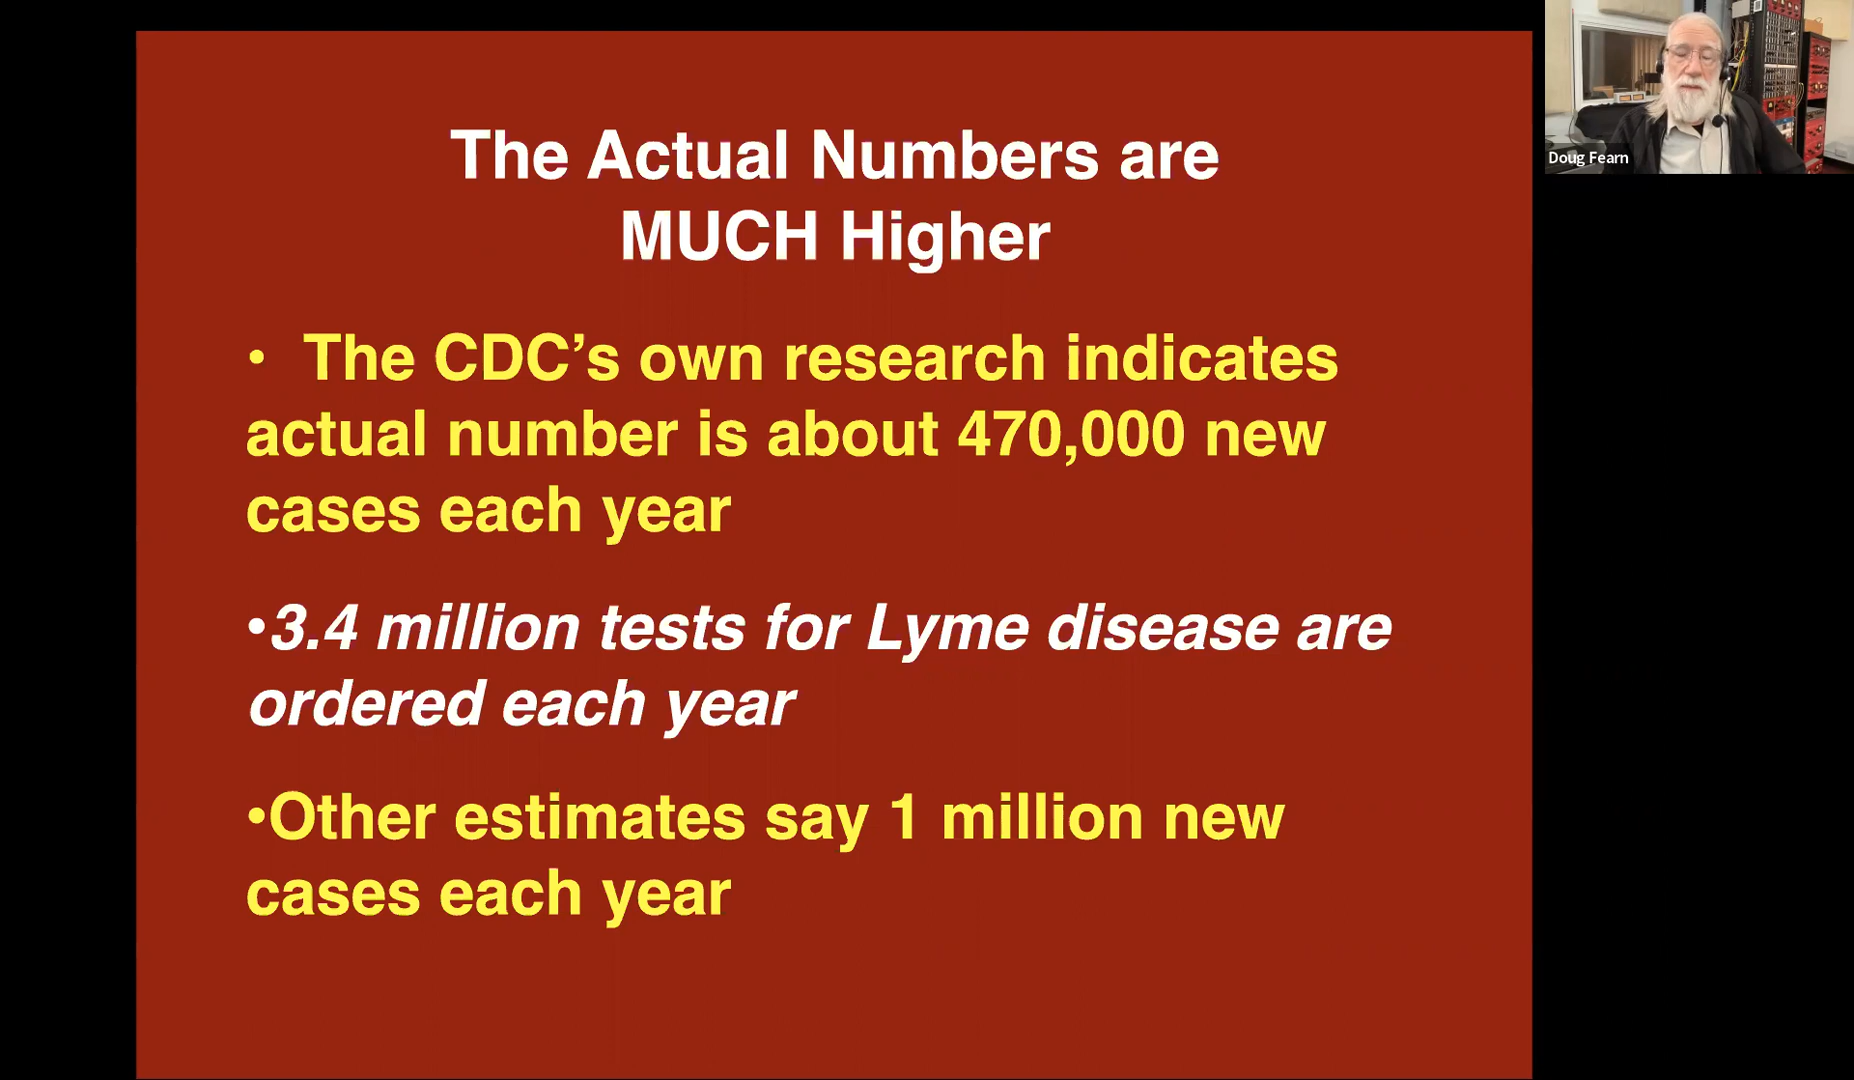 The Actual Numbers are
MUCH Higher
• The CDC’s own research indicates
actual number is about 470,000 new
cases each year
•3.4 million tests for Lyme disease are
ordered each year
•Other estimates say 1 million new
cases each year
Doug Fearn